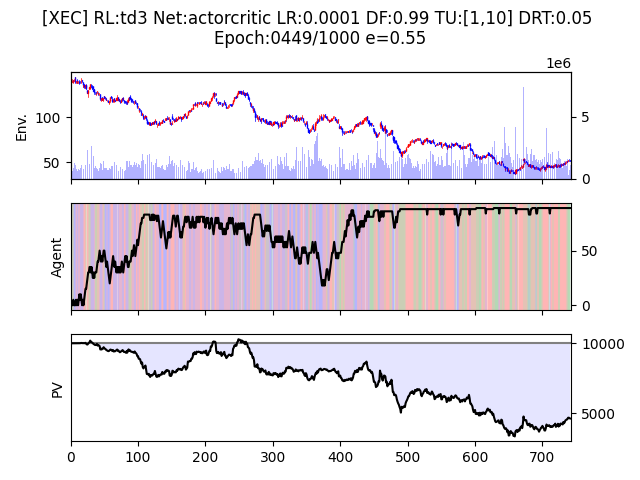 [XEC] RL:td3 Net:actorcritic LR:0.0001 DF:0.99 TU:[1,10] DRT:0.05
Epoch:0449/1000 e=0.55
1e6
Env.
100
50
5
0
Agent
50
0
PV
10000
5000
0 100 200 300 400 500 600 700